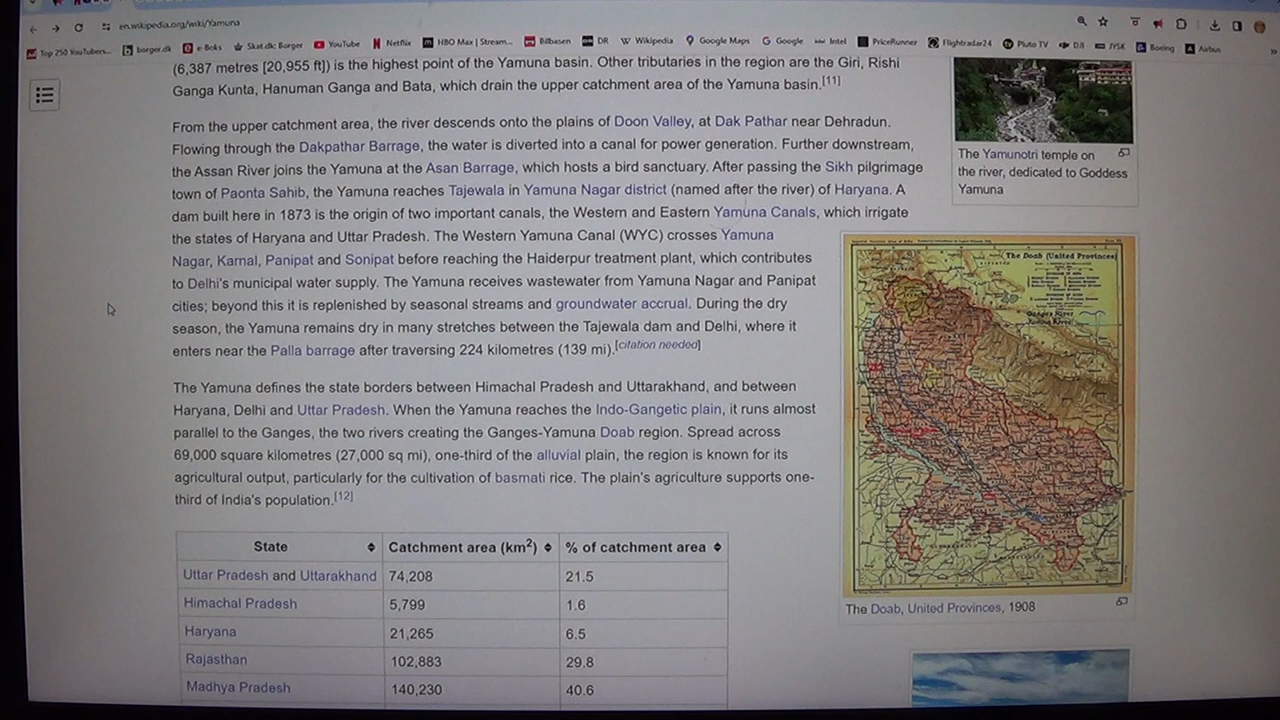 en.wikipedia.org/wiki/Yamuna
Top 250 YouTubers... borger.dk e-Boks Skat.dk: Borger YouTube Netflix HBO Max | Stream... Bilbasen DR Wikipedia Google Maps Google Intel PriceRunner Flightradar24 Pluto TV DJI JYSK Boeing Airbus
(6,387 metres [20,955 ft]) is the highest point of the Yamuna basin. Other tributaries in the region are the Giri, Rishi
Ganga Kunta, Hanuman Ganga and Bata, which drain the upper catchment area of the Yamuna basin.[11]
From the upper catchment area, the river descends onto the plains of Doon Valley, at Dak Pathar near Dehradun.
Flowing through the Dakpathar Barrage, the water is diverted into a canal for power generation. Further downstream,
the Assan River joins the Yamuna at the Asan Barrage, which hosts a bird sanctuary. After passing the Sikh pilgrimage
town of Paonta Sahib, the Yamuna reaches Tajewala in Yamuna Nagar district (named after the river) of Haryana. A
dam built here in 1873 is the origin of two important canals, the Western and Eastern Yamuna Canals, which irrigate
the states of Haryana and Uttar Pradesh. The Western Yamuna Canal (WYC) crosses Yamuna
Nagar, Karnal, Panipat and Sonipat before reaching the Haiderpur treatment plant, which contributes
to Delhi's municipal water supply. The Yamuna receives wastewater from Yamuna Nagar and Panipat
cities; beyond this it is replenished by seasonal streams and groundwater accrual. During the dry
season, the Yamuna remains dry in many stretches between the Tajewala dam and Delhi, where it
enters near the Palla barrage after traversing 224 kilometres (139 mi).[citation needed]
The Yamuna defines the state borders between Himachal Pradesh and Uttarakhand, and between
Haryana, Delhi and Uttar Pradesh. When the Yamuna reaches the Indo-Gangetic plain, it runs almost
parallel to the Ganges, the two rivers creating the Ganges-Yamuna Doab region. Spread across
69,000 square kilometres (27,000 sq mi), one-third of the alluvial plain, the region is known for its
agricultural output, particularly for the cultivation of basmati rice. The plain's agriculture supports one-
third of India's population.[12]
State Catchment area (km2) % of catchment area
Uttar Pradesh and Uttarakhand 74,208 21.5
Himachal Pradesh 5,799 1.6
Haryana 21,265 6.5
Rajasthan 102,883 29.8
Madhya Pradesh 140,230 40.6
The Yamunotri temple on
the river, dedicated to Goddess
Yamuna
The Doab (United Provinces)
Ganges River
The Doab, United Provinces, 1908